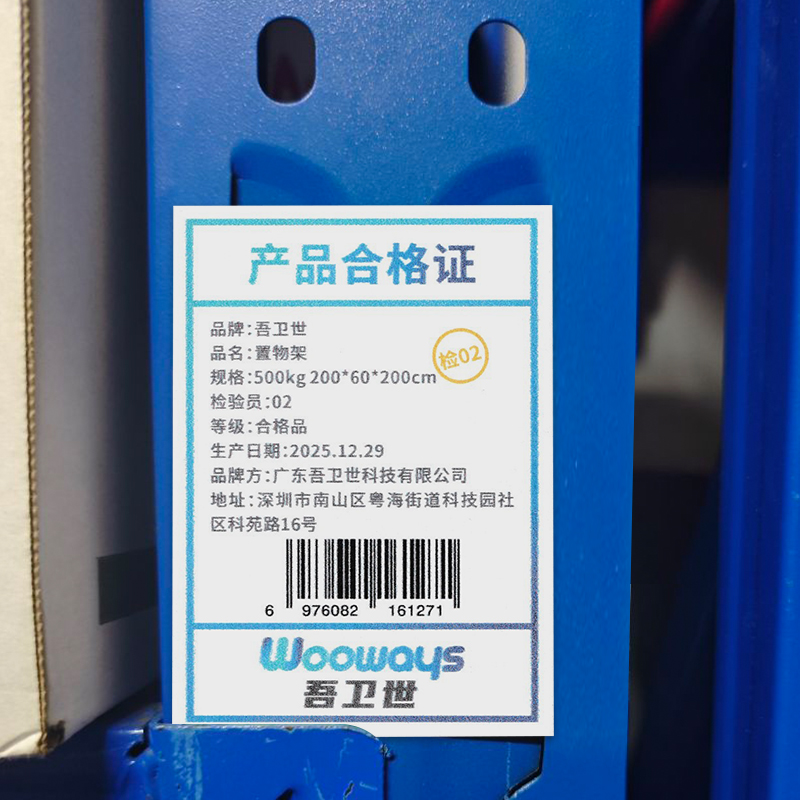 产品合格证
品牌:吾卫世
品名:置物架
检02
规格:500kg 200*60*200cm
检验员:02
等级:合格品
生产日期:2025.12.29
品牌方:广东吾卫世科技有限公司
地址:深圳市南山区粤海街道科技园社
区科苑路16号
6 976082 161271
Wooways
吾卫世